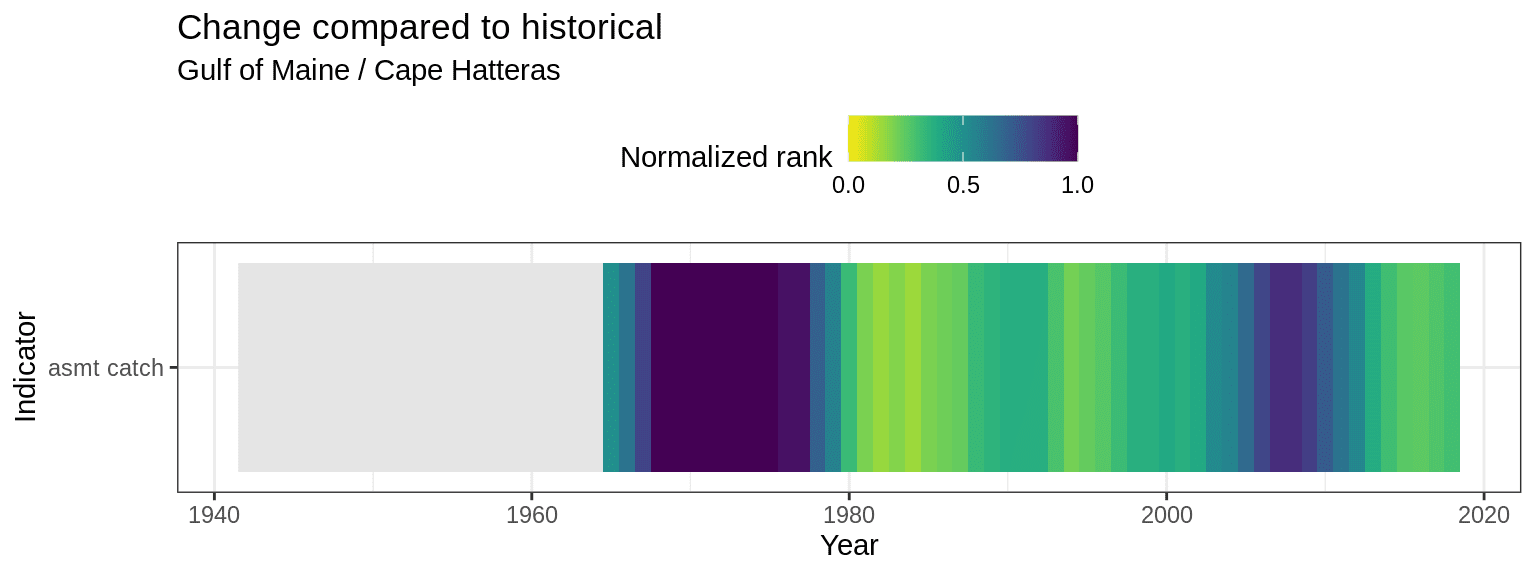 Change compared to historical
Gulf of Maine / Cape Hatteras
Normalized rank
0.0 0.5 1.0
Indicator
asmt catch
1940 1960 1980 2000 2020
Year